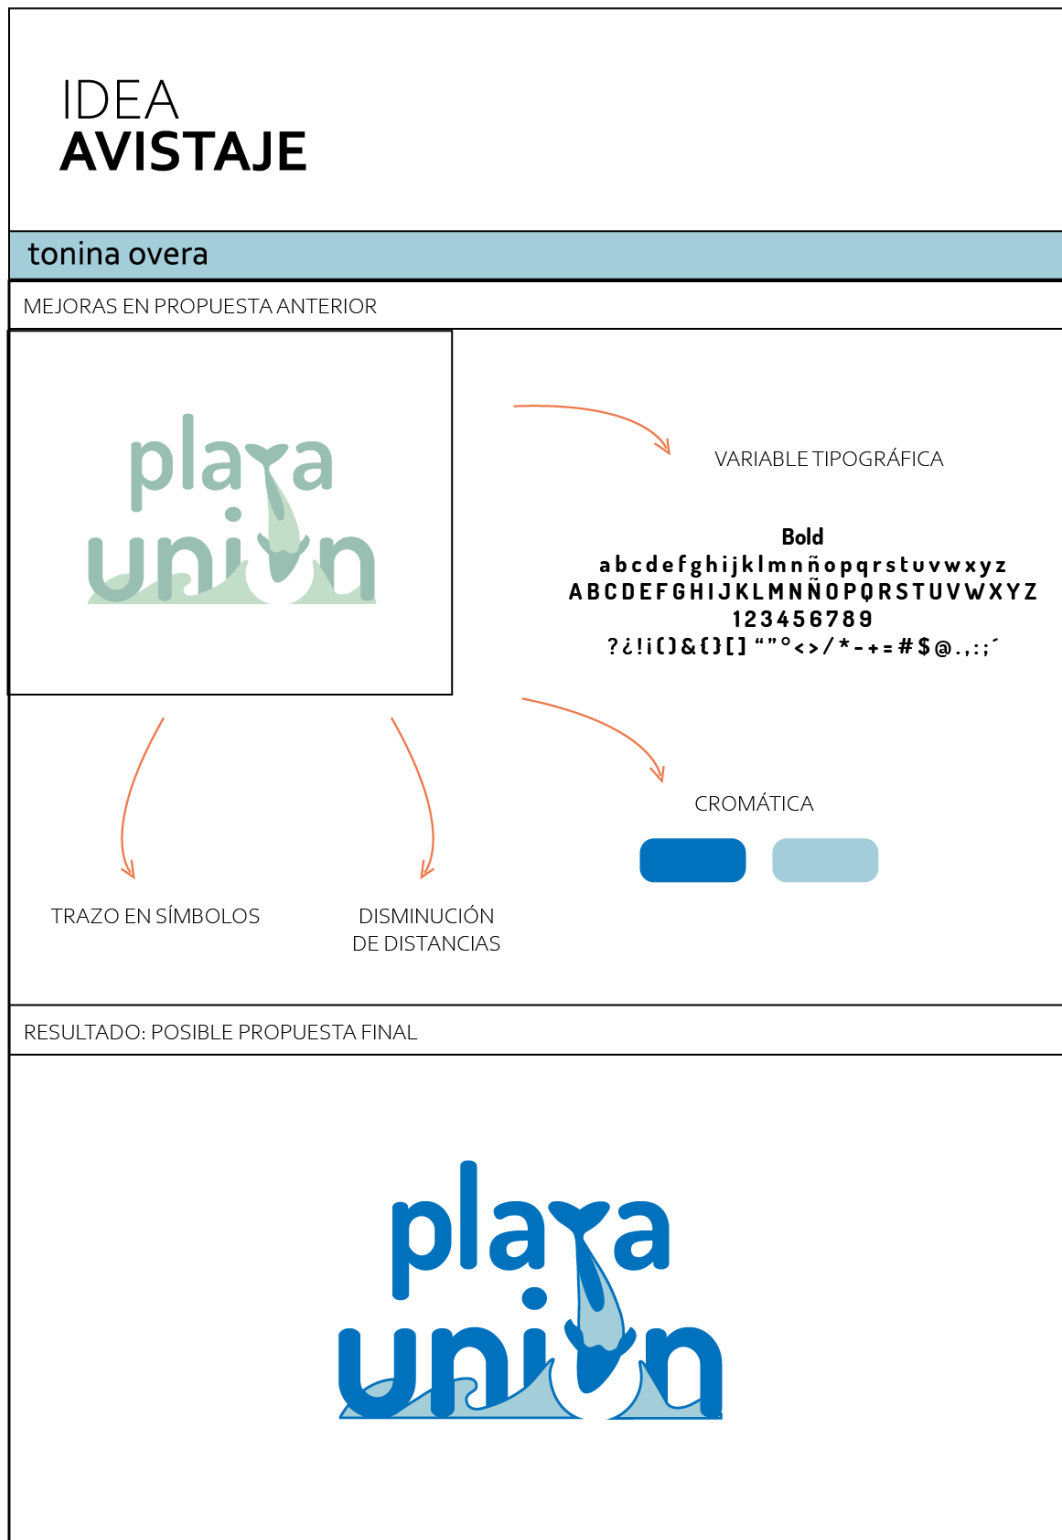 IDEA
AVISTAJE
tonina overa
MEJORAS EN PROPUESTA ANTERIOR
playa
union
VARIABLE TIPOGRÁFICA
Bold
abcdefghijklmnñopqrstuvwxyz
ABCDEFGHIJKLMNÑOPQRSTUVWXYZ
123456789
?¿!i()&{}[] “”°<>/*-+=#$@.,:;´
CROMÁTICA
TRAZO EN SÍMBOLOS
DISMINUCIÓN
DE DISTANCIAS
RESULTADO: POSIBLE PROPUESTA FINAL
playa
union